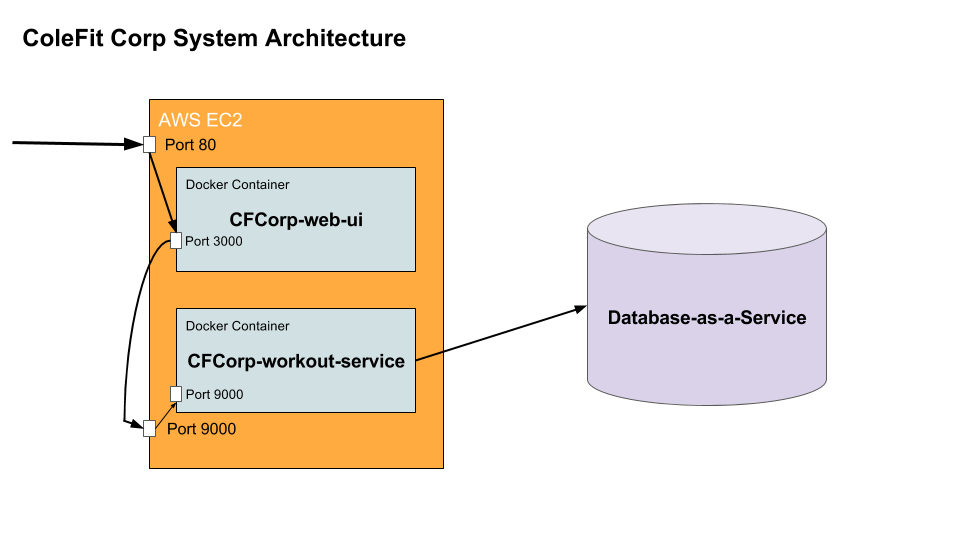 ColeFit Corp System Architecture
AWS EC2
Port 80
Docker Container
CFCorp-web-ui
Port 3000
Docker Container
CFCorp-workout-service
Port 9000
Port 9000
Database-as-a-Service